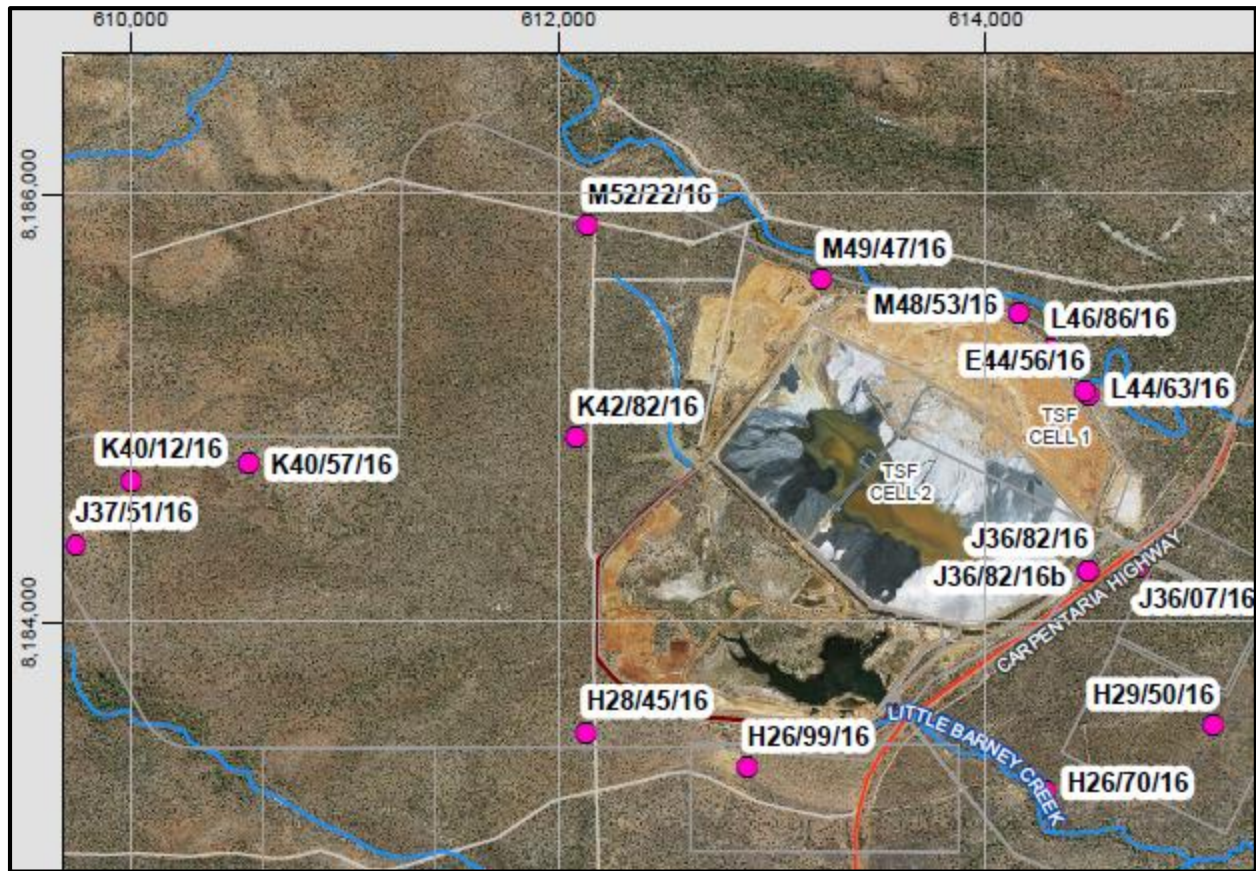 610,000
612,000
614,000
8,186,000
8,184,000
M52/22/16
M49/47/16
M48/53/16
L46/86/16
E44/56/16
L44/63/16
TSF
CELL 1
K42/82/16
K40/12/16
K40/57/16
TSF
CELL 2
J37/51/16
J36/82/16
J36/82/16b
J36/07/16
CARPENTARIA HIGHWAY
H28/45/16
H29/50/16
H26/99/16
LITTLE BARNEY CREEK
H26/70/16